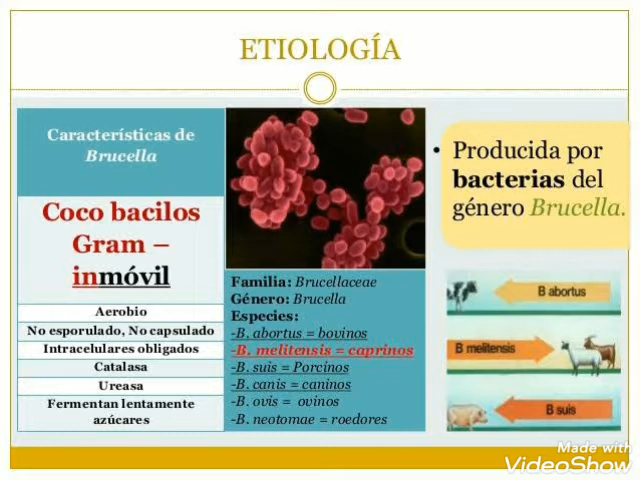 ETIOLOGÍA
Características de
Brucella
Coco bacilos
Gram –
inmóvil
Aerobio
No esporulado, No capsulado
Intracelulares obligados
Catalasa
Ureasa
Fermentan lentamente
azúcares
Familia: Brucellaceae
Género: Brucella
Especies:
-B. abortus = bovinos
-B. melitensis = caprinos
-B. suis = Porcinos
-B. canis = caninos
-B. ovis = ovinos
-B. neotomae = roedores
• Producida por
bacterias del
género Brucella.
B abortus
B melitensis
B suis
Made with
VideoShow